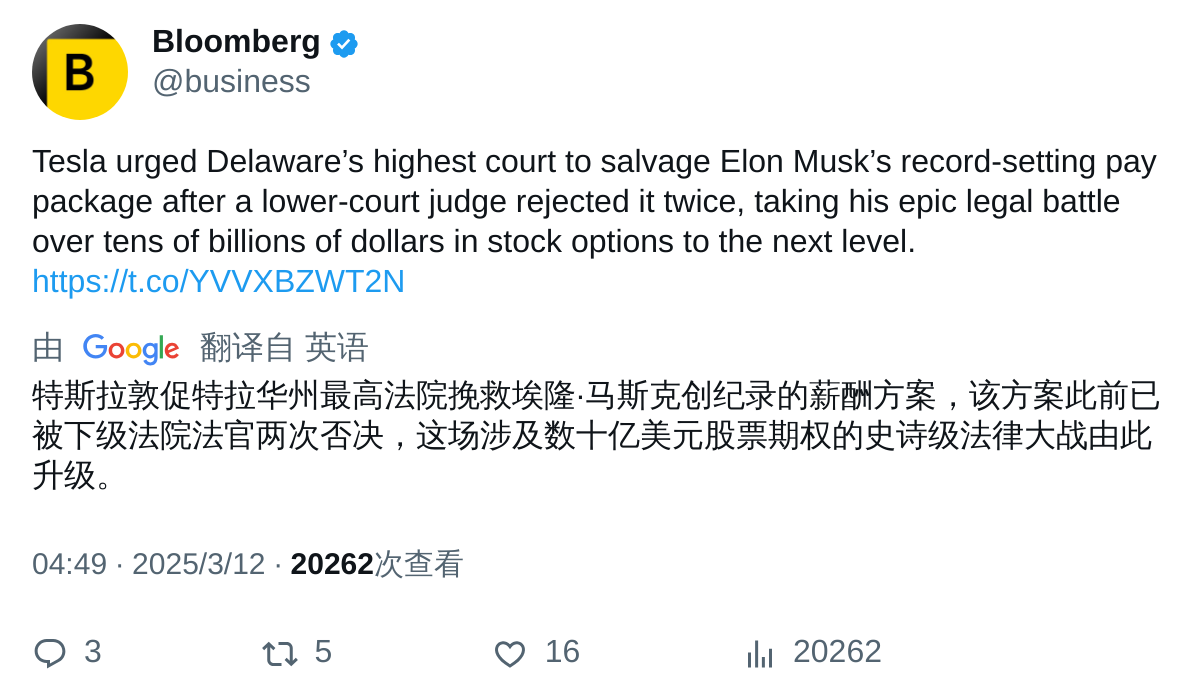 B
Bloomberg
@business
Tesla urged Delaware’s highest court to salvage Elon Musk’s record-setting pay
package after a lower-court judge rejected it twice, taking his epic legal battle
over tens of billions of dollars in stock options to the next level.
https://t.co/YVVXBZWT2N
由 Google 翻译自 英语
特斯拉敦促特拉华州最高法院挽救埃隆·马斯克创纪录的薪酬方案，该方案此前已
被下级法院法官两次否决，这场涉及数十亿美元股票期权的史诗级法律大战由此
升级。
04:49 · 2025/3/12 · 20262次查看
3 5 16 20262